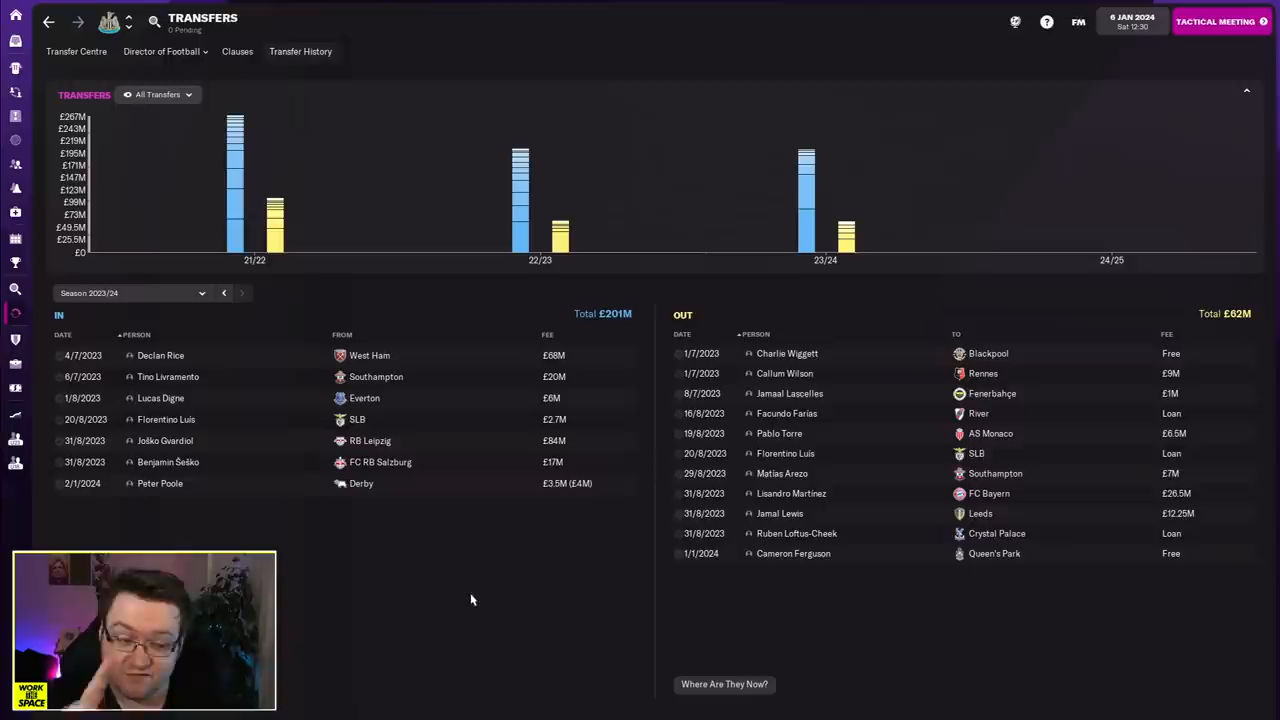 TRANSFERS
0 Pending
FM
6 JAN 2024
Sat 12:30
TACTICAL MEETING
Transfer Centre
Director of Football
Clauses
Transfer History
TRANSFERS
All Transfers
£267M
£243M
£219M
£195M
£171M
£147M
£123M
£99M
£73M
£49.5M
£25.5M
£0
21/22
22/23
23/24
24/25
Season 2023/24
IN
Total £201M
DATE PERSON FROM FEE
4/7/2023 Declan Rice West Ham £68M
6/7/2023 Tino Livramento Southampton £20M
1/8/2023 Lucas Digne Everton £6M
20/8/2023 Florentino Luís SLB £2.7M
31/8/2023 Joško Gvardiol RB Leipzig £84M
31/8/2023 Benjamin Šeško FC RB Salzburg £17M
2/1/2024 Peter Poole Derby £3.5M (£4M)
OUT
Total £62M
DATE PERSON TO FEE
1/7/2023 Charlie Wiggett Blackpool Free
1/7/2023 Callum Wilson Rennes £9M
8/7/2023 Jamaal Lascelles Fenerbahçe £1M
16/8/2023 Facundo Farías River Loan
19/8/2023 Pablo Torre AS Monaco £6.5M
20/8/2023 Florentino Luís SLB Loan
29/8/2023 Matías Arezo Southampton £7M
31/8/2023 Lisandro Martínez FC Bayern £26.5M
31/8/2023 Jamal Lewis Leeds £12.25M
31/8/2023 Ruben Loftus-Cheek Crystal Palace Loan
1/1/2024 Cameron Ferguson Queen's Park Free
Where Are They Now?
WORK
THE
SPACE